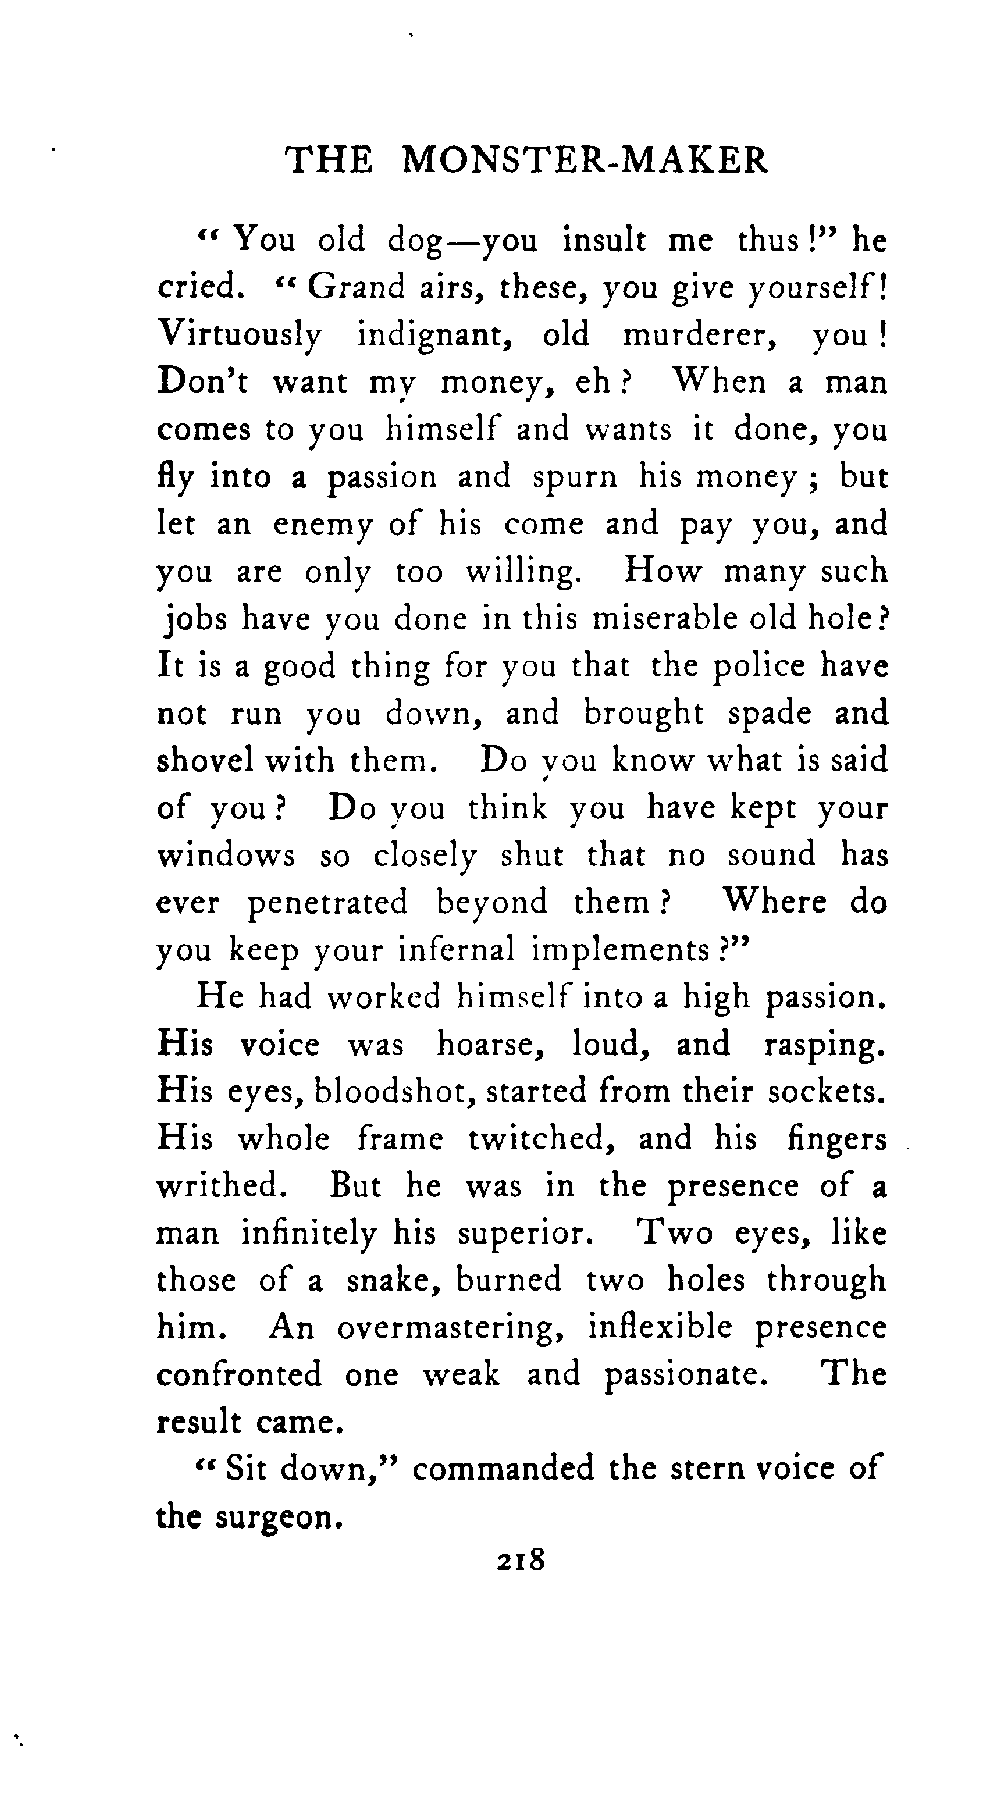 THE MONSTER-MAKER
“ You old dog—you insult me thus !” he
cried. “ Grand airs, these, you give yourself!
Virtuously indignant, old murderer, you !
Don’t want my money, eh ? When a man
comes to you himself and wants it done, you
fly into a passion and spurn his money ; but
let an enemy of his come and pay you, and
you are only too willing. How many such
jobs have you done in this miserable old hole?
It is a good thing for you that the police have
not run you down, and brought spade and
shovel with them. Do you know what is said
of you ? Do you think you have kept your
windows so closely shut that no sound has
ever penetrated beyond them ? Where do
you keep your infernal implements ?”
He had worked himself into a high passion.
His voice was hoarse, loud, and rasping.
His eyes, bloodshot, started from their sockets.
His whole frame twitched, and his fingers
writhed. But he was in the presence of a
man infinitely his superior. Two eyes, like
those of a snake, burned two holes through
him. An overmastering, inflexible presence
confronted one weak and passionate. The
result came.
“ Sit down,” commanded the stern voice of
the surgeon.
218